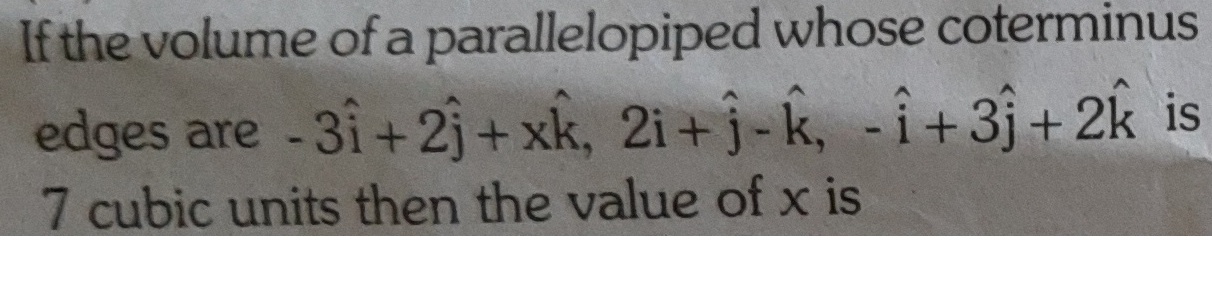 If the volume of a parallelopiped whose coterminus
edges are - 3î + 2ĵ + xk̂, 2i + ĵ - k̂, - î + 3ĵ + 2k̂ is
7 cubic units then the value of x is